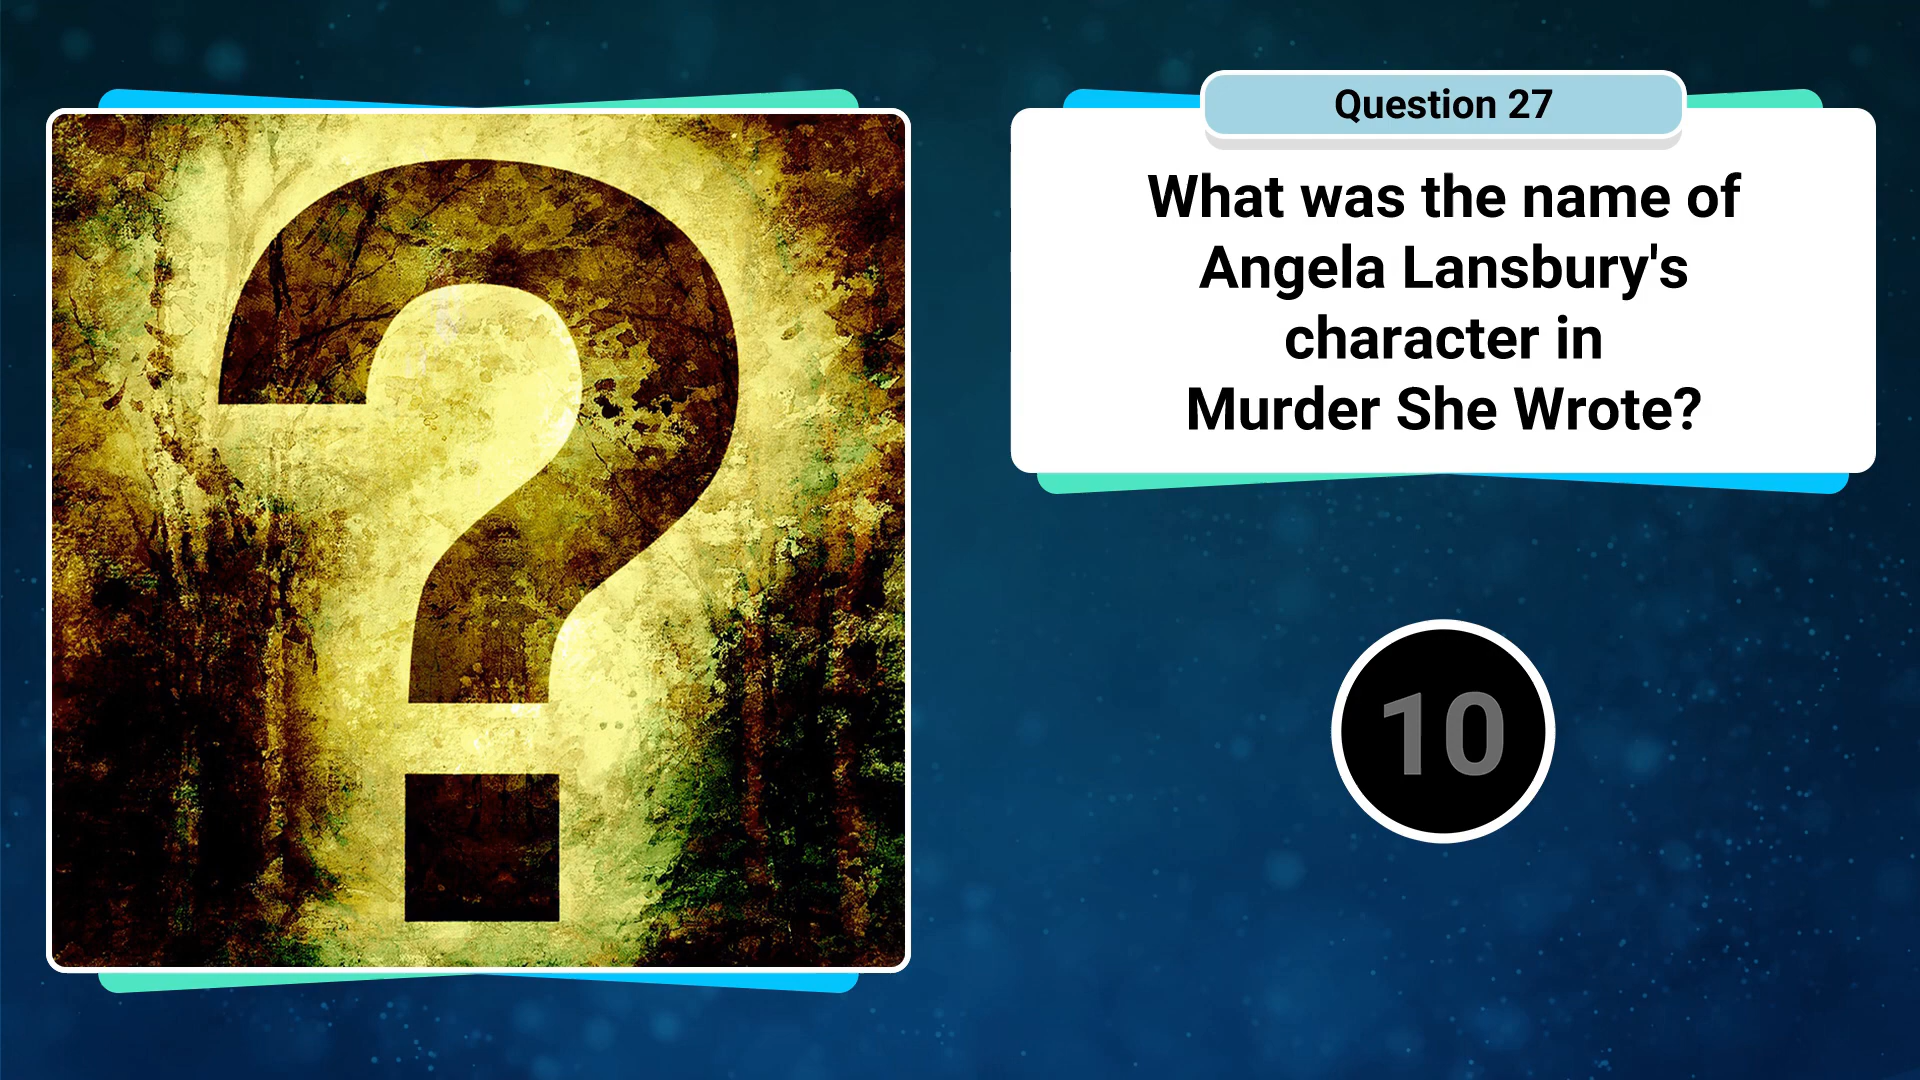 Question 27
What was the name of
Angela Lansbury's
character in
Murder She Wrote?
10